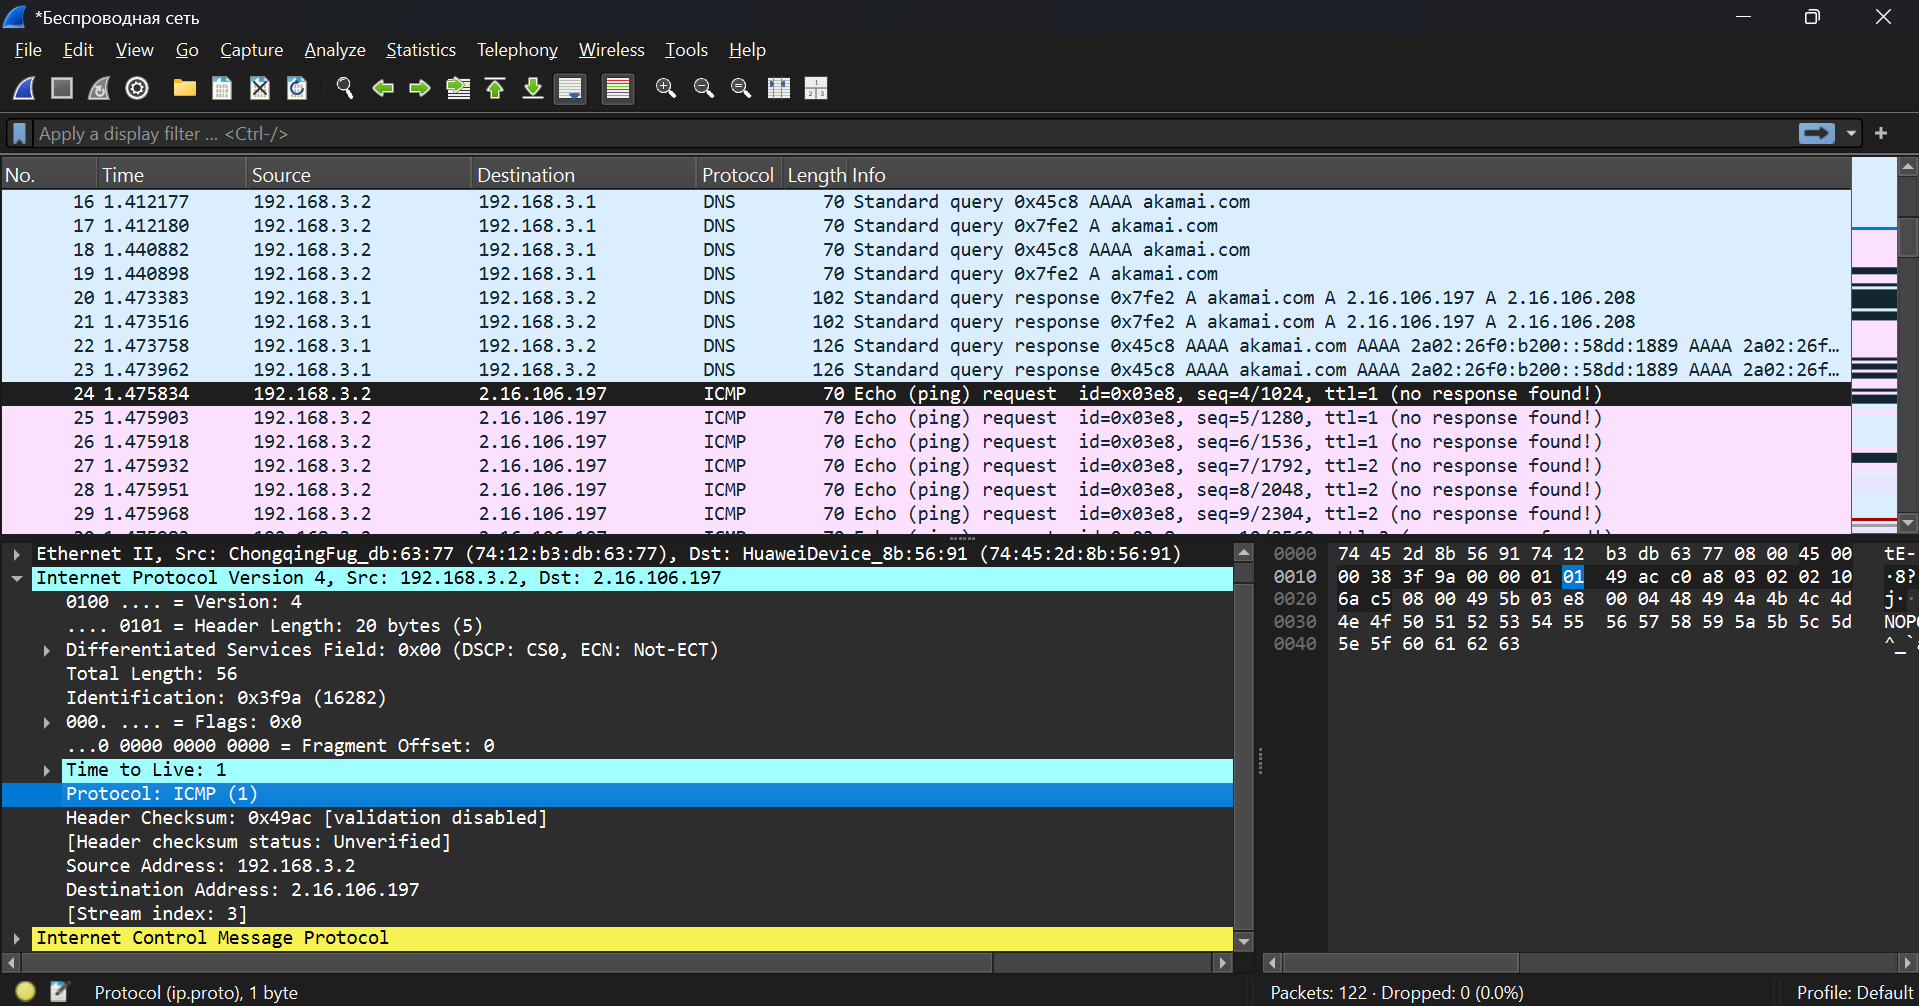 *Беспроводная сеть
File Edit View Go Capture Analyze Statistics Telephony Wireless Tools Help
Apply a display filter ... <Ctrl-/>
No. Time Source Destination Protocol Length Info
16 1.412177 192.168.3.2 192.168.3.1 DNS 70 Standard query 0x45c8 AAAA akamai.com
17 1.412180 192.168.3.2 192.168.3.1 DNS 70 Standard query 0x7fe2 A akamai.com
18 1.440882 192.168.3.2 192.168.3.1 DNS 70 Standard query 0x45c8 AAAA akamai.com
19 1.440898 192.168.3.2 192.168.3.1 DNS 70 Standard query 0x7fe2 A akamai.com
20 1.473383 192.168.3.1 192.168.3.2 DNS 102 Standard query response 0x7fe2 A akamai.com A 2.16.106.197 A 2.16.106.208
21 1.473516 192.168.3.1 192.168.3.2 DNS 102 Standard query response 0x7fe2 A akamai.com A 2.16.106.197 A 2.16.106.208
22 1.473758 192.168.3.1 192.168.3.2 DNS 126 Standard query response 0x45c8 AAAA akamai.com AAAA 2a02:26f0:b200::58dd:1889 AAAA 2a02:26f…
23 1.473962 192.168.3.1 192.168.3.2 DNS 126 Standard query response 0x45c8 AAAA akamai.com AAAA 2a02:26f0:b200::58dd:1889 AAAA 2a02:26f…
24 1.475834 192.168.3.2 2.16.106.197 ICMP 70 Echo (ping) request id=0x03e8, seq=4/1024, ttl=1 (no response found!)
25 1.475903 192.168.3.2 2.16.106.197 ICMP 70 Echo (ping) request id=0x03e8, seq=5/1280, ttl=1 (no response found!)
26 1.475918 192.168.3.2 2.16.106.197 ICMP 70 Echo (ping) request id=0x03e8, seq=6/1536, ttl=1 (no response found!)
27 1.475932 192.168.3.2 2.16.106.197 ICMP 70 Echo (ping) request id=0x03e8, seq=7/1792, ttl=2 (no response found!)
28 1.475951 192.168.3.2 2.16.106.197 ICMP 70 Echo (ping) request id=0x03e8, seq=8/2048, ttl=2 (no response found!)
29 1.475968 192.168.3.2 2.16.106.197 ICMP 70 Echo (ping) request id=0x03e8, seq=9/2304, ttl=2 (no response found!)
Ethernet II, Src: ChongqingFug_db:63:77 (74:12:b3:db:63:77), Dst: HuaweiDevice_8b:56:91 (74:45:2d:8b:56:91)
Internet Protocol Version 4, Src: 192.168.3.2, Dst: 2.16.106.197
0100 .... = Version: 4
.... 0101 = Header Length: 20 bytes (5)
Differentiated Services Field: 0x00 (DSCP: CS0, ECN: Not-ECT)
Total Length: 56
Identification: 0x3f9a (16282)
000. .... = Flags: 0x0
...0 0000 0000 0000 = Fragment Offset: 0
Time to Live: 1
Protocol: ICMP (1)
Header Checksum: 0x49ac [validation disabled]
[Header checksum status: Unverified]
Source Address: 192.168.3.2
Destination Address: 2.16.106.197
[Stream index: 3]
Internet Control Message Protocol
0000 74 45 2d 8b 56 91 74 12 b3 db 63 77 08 00 45 00 tE-
0010 00 38 3f 9a 00 00 01 01 49 ac c0 a8 03 02 02 10 ·8?
0020 6a c5 08 00 49 5b 03 e8 00 04 48 49 4a 4b 4c 4d j··
0030 4e 4f 50 51 52 53 54 55 56 57 58 59 5a 5b 5c 5d NOP
0040 5e 5f 60 61 62 63 ^_`
Protocol (ip.proto), 1 byte
Packets: 122 · Dropped: 0 (0.0%)
Profile: Default